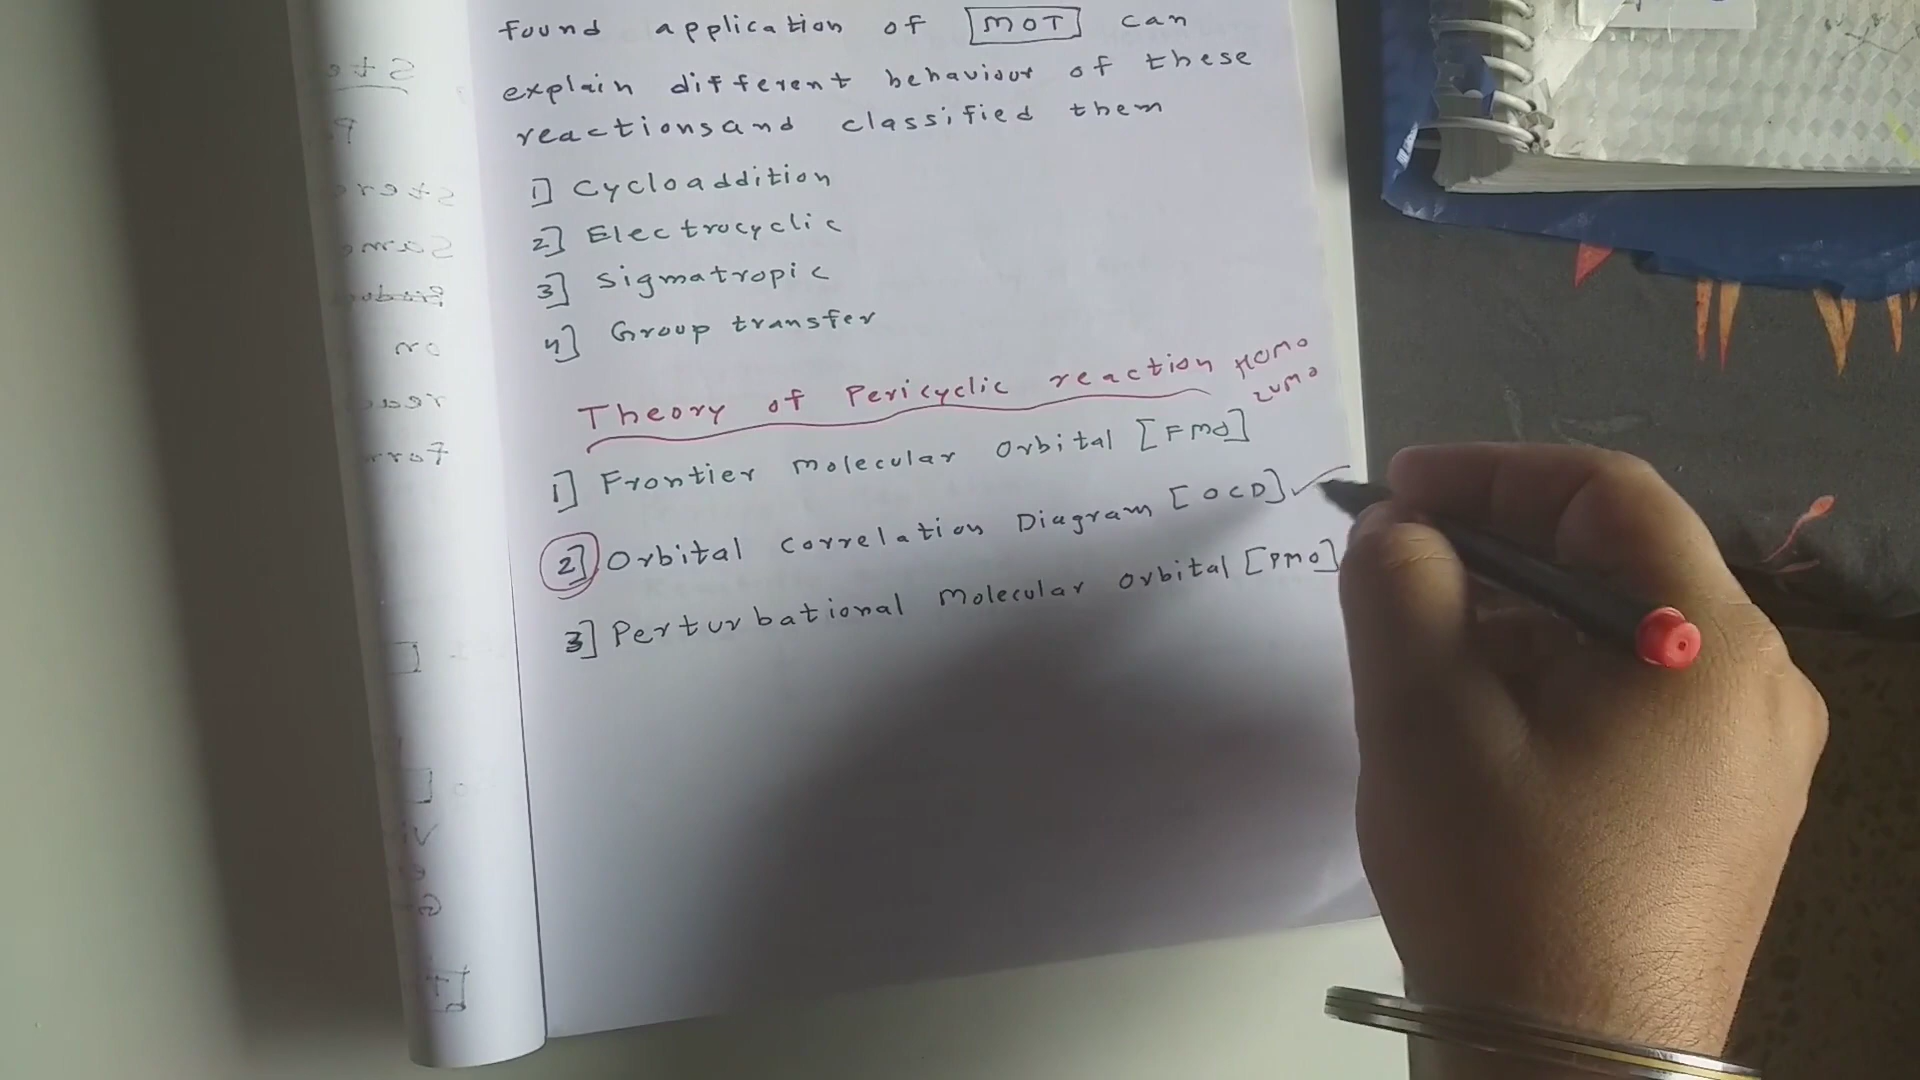 found application of MOT can
explain different behaviour of these
reactions and classified them
1] Cycloaddition
2] Electrocyclic
3] Sigmatropic
4] Group transfer
Theory of Pericyclic reaction HOMO
LUMO
1] Frontier molecular Orbital [FMO]
2] Orbital Correlation Diagram [OCD]
3] Perturbational Molecular Orbital [PMO]